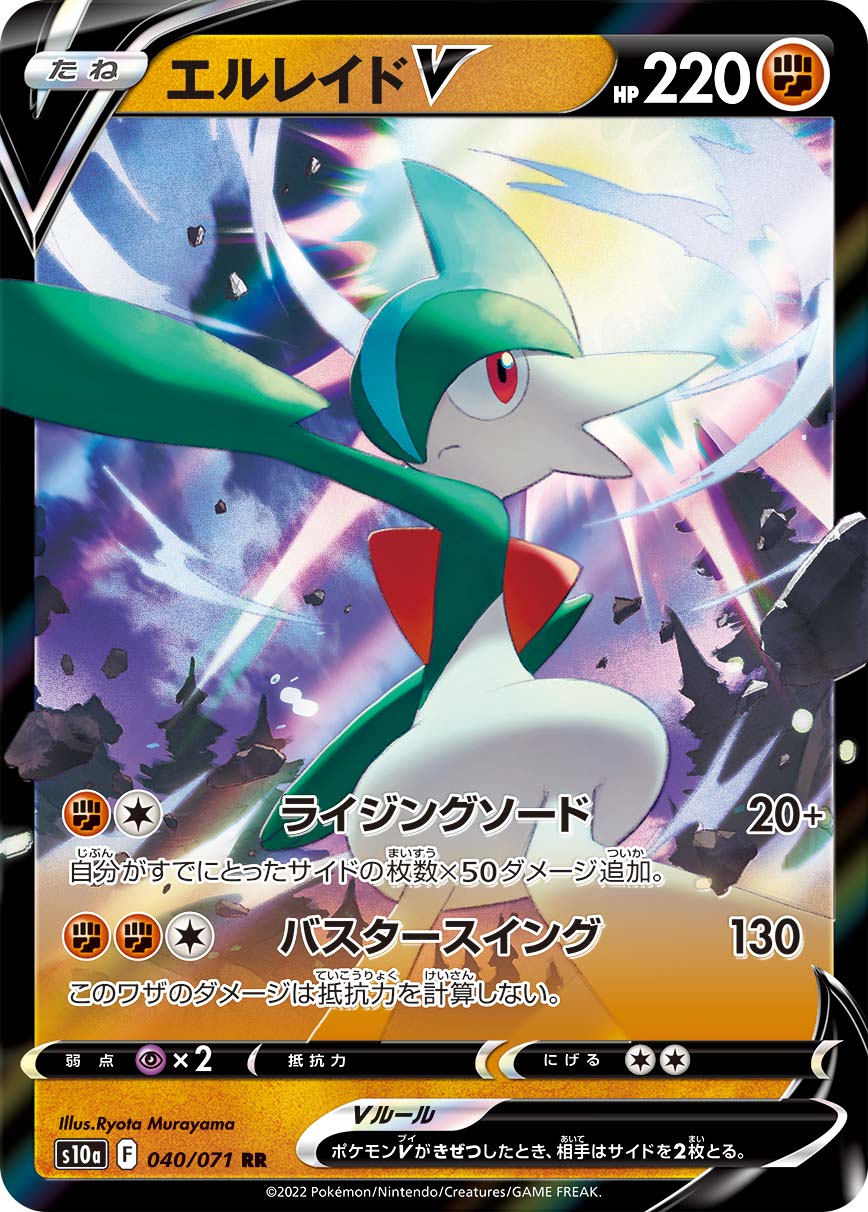 たね エルレイドV HP 220
ライジングソード 20+
自分がすでにとったサイドの枚数×50ダメージ追加。
バスタースイング 130
このワザのダメージは抵抗力を計算しない。
弱点 ×2 抵抗力 にげる
Illus.Ryota Murayama
Vルール
ポケモンVがきぜつしたとき、相手はサイドを2枚とる。
s10a F 040/071 RR
©2022 Pokémon/Nintendo/Creatures/GAME FREAK.